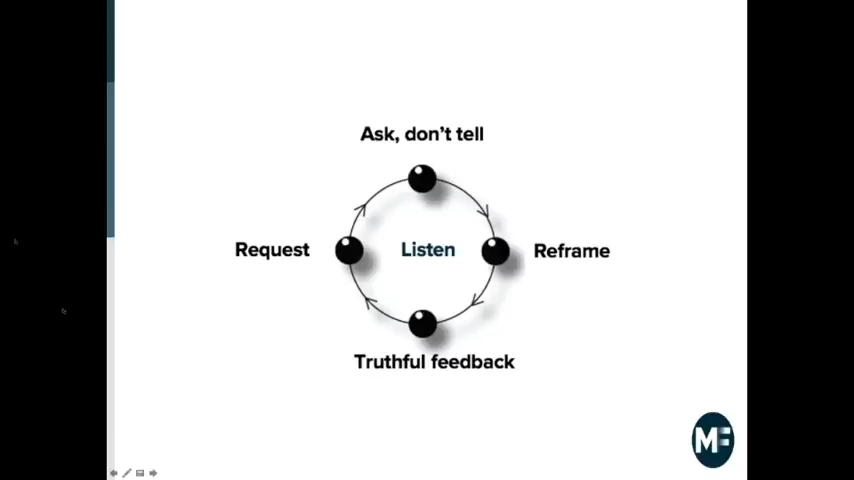 Ask, don't tell
Request
Listen
Reframe
Truthful feedback
MF